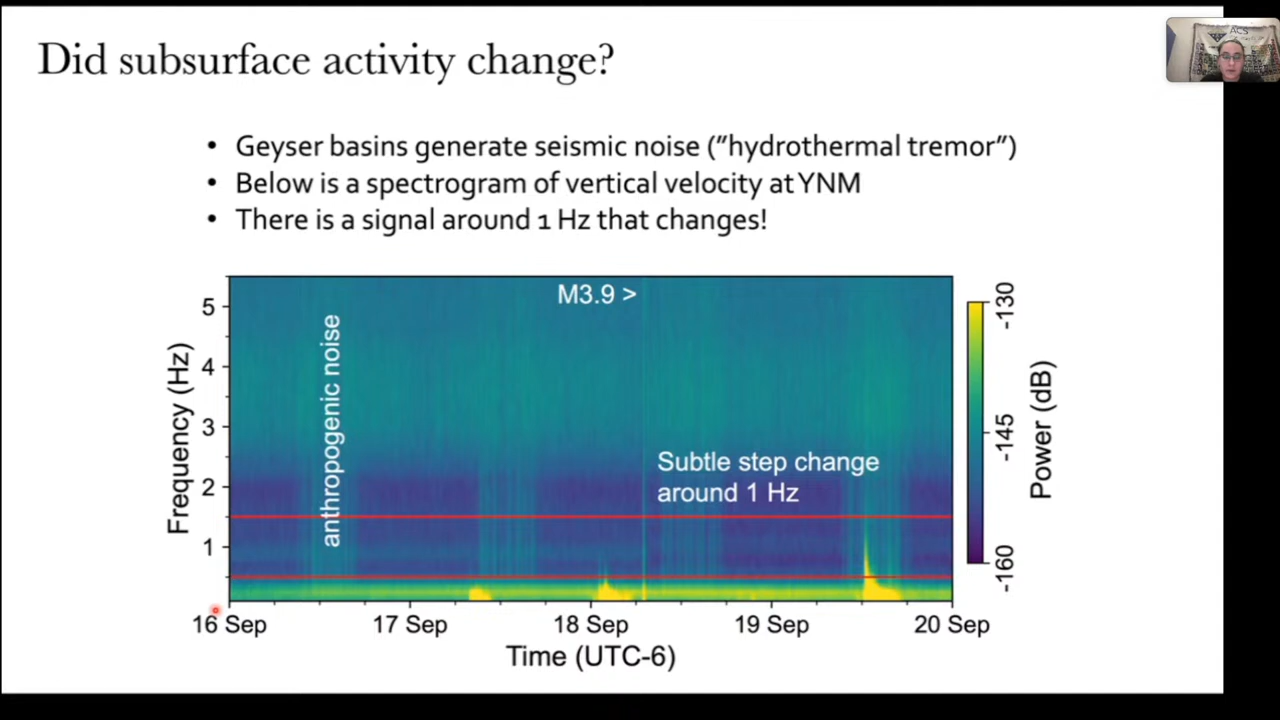 Did subsurface activity change?
ACS
• Geyser basins generate seismic noise (”hydrothermal tremor”)
• Below is a spectrogram of vertical velocity at YNM
• There is a signal around 1 Hz that changes!
M3.9 >
anthropogenic noise
Subtle step change
around 1 Hz
Frequency (Hz)
5
4
3
2
1
16 Sep
17 Sep
18 Sep
19 Sep
20 Sep
Time (UTC-6)
-130
-145
-160
Power (dB)